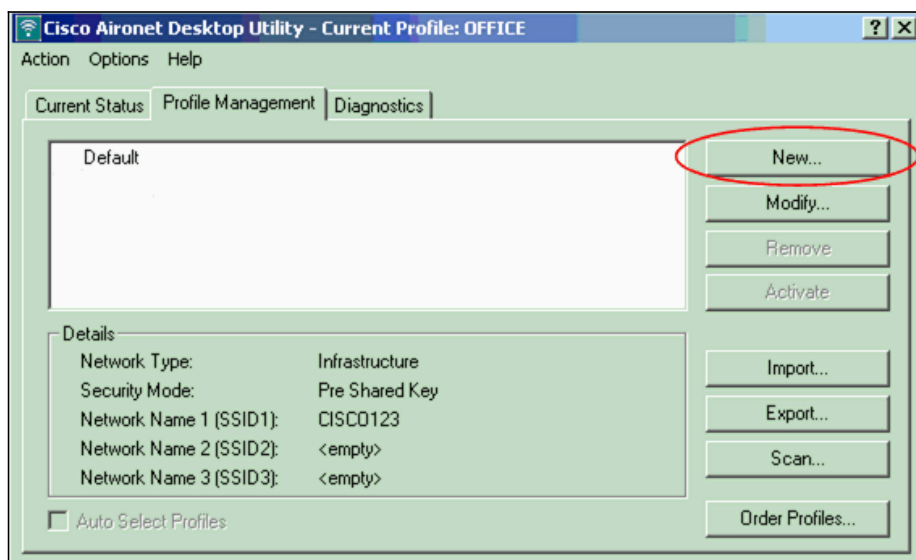 Cisco Aironet Desktop Utility - Current Profile: OFFICE
Action Options Help
Current Status Profile Management Diagnostics
Default
New...
Modify...
Remove
Activate
Details
Network Type: Infrastructure
Security Mode: Pre Shared Key
Network Name 1 (SSID1): CISCO123
Network Name 2 (SSID2): <empty>
Network Name 3 (SSID3): <empty>
Import...
Export...
Scan...
Auto Select Profiles
Order Profiles...